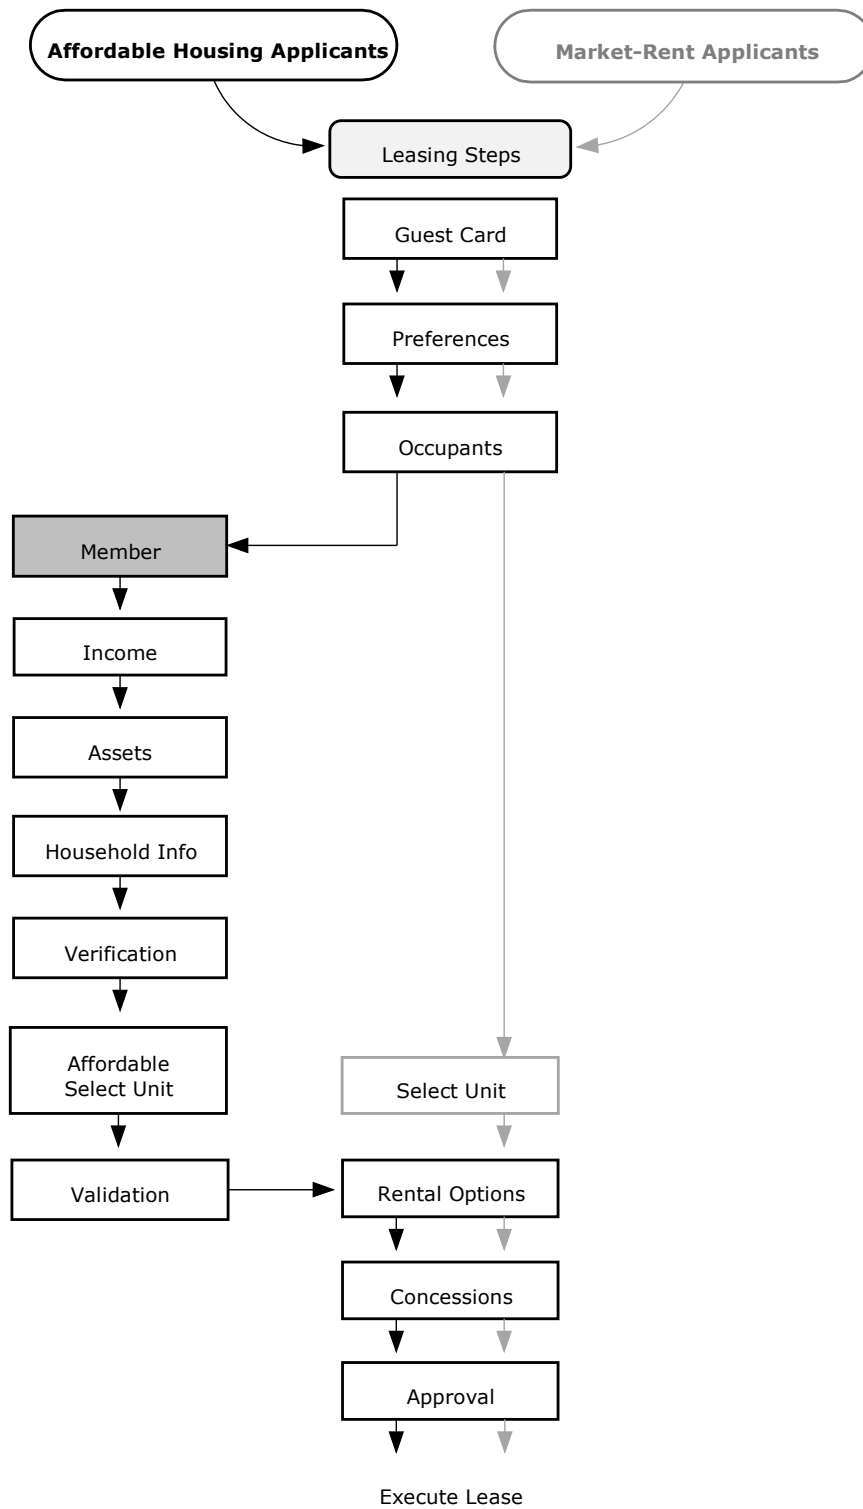 Affordable Housing Applicants
Market-Rent Applicants
Leasing Steps
Guest Card
Preferences
Occupants
Member
Income
Assets
Household Info
Verification
Affordable
Select Unit
Select Unit
Validation
Rental Options
Concessions
Approval
Execute Lease